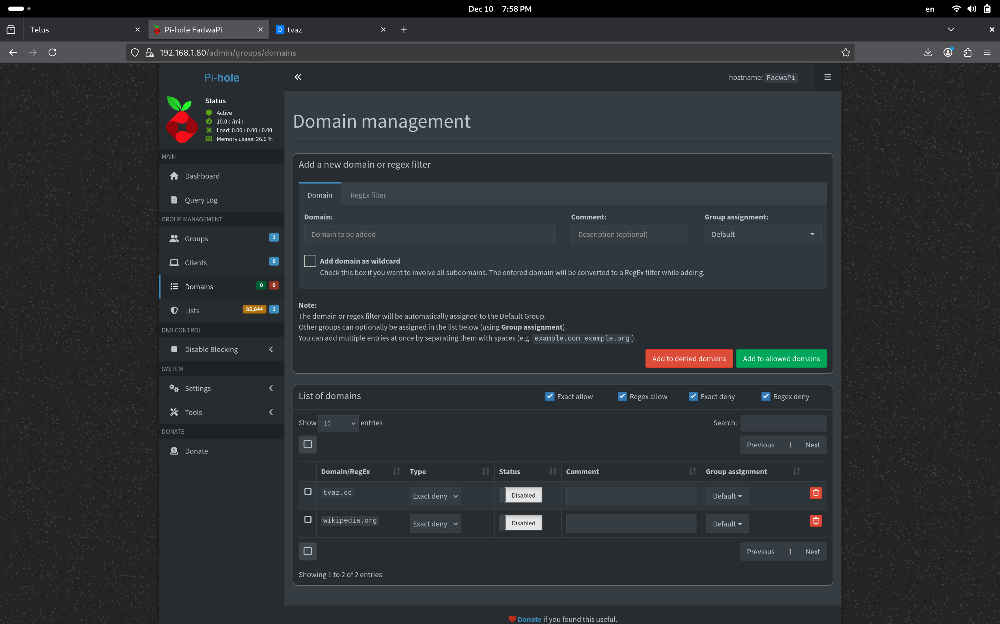 Dec 10 7:58 PM
en
Telus
Pi-hole FadwaPi
D tvaz
192.168.1.80/admin/groups/domains
Pi-hole
hostname: FadwaPi
Status
Active
10.0 q/min
Load: 0.00 / 0.00 / 0.00
Memory usage: 26.6 %
MAIN
Dashboard
Query Log
GROUP MANAGEMENT
Groups 1
Clients 0
Domains 0 0
Lists 85,644 1
DNS CONTROL
Disable Blocking
SYSTEM
Settings
Tools
DONATE
Donate
Domain management
Add a new domain or regex filter
Domain RegEx filter
Domain: Comment: Group assignment:
Domain to be added Description (optional) Default
Add domain as wildcard
Check this box if you want to involve all subdomains. The entered domain will be converted to a RegEx filter while adding.
Note:
The domain or regex filter will be automatically assigned to the Default Group.
Other groups can optionally be assigned in the list below (using Group assignment).
You can add multiple entries at once by separating them with spaces (e.g. example.com example.org ).
Add to denied domains Add to allowed domains
List of domains Exact allow Regex allow Exact deny Regex deny
Show 10 entries Search:
Previous 1 Next
Domain/RegEx Type Status Comment Group assignment
tvaz.cc Exact deny Disabled Default
wikipedia.org Exact deny Disabled Default
Previous 1 Next
Showing 1 to 2 of 2 entries
Donate if you found this useful.